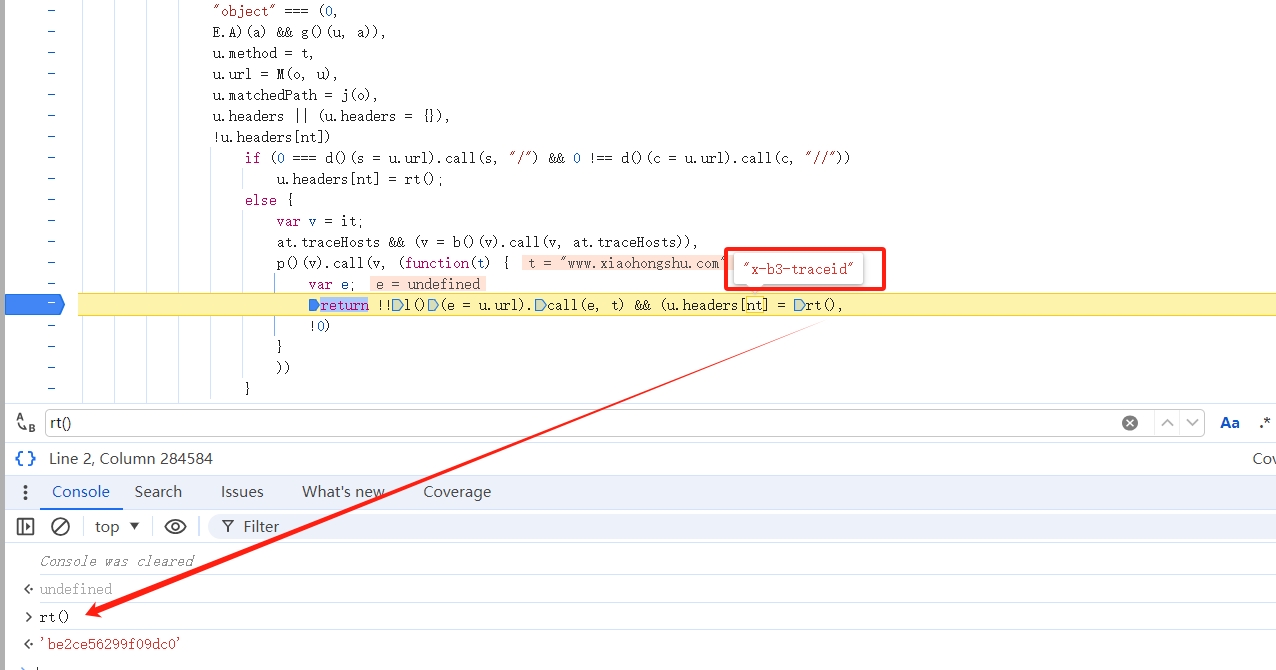 "object" === (0,
E.A)(a) && g()(u, a)),
u.method = t,
u.url = M(o, u),
u.matchedPath = j(o),
u.headers || (u.headers = {}),
!u.headers[nt])
if (0 === d()(s = u.url).call(s, "/") && 0 !== d()(c = u.url).call(c, "//"))
u.headers[nt] = rt();
else {
var v = it;
at.traceHosts && (v = b()(v).call(v, at.traceHosts)),
p()(v).call(v, (function(t) { t = "www.xiaohongshu.com"
"x-b3-traceid"
var e; e = undefined
return !!l()(e = u.url).call(e, t) && (u.headers[nt] = rt(),
!0)
}
))
}
rt()
Aa .*
{} Line 2, Column 284584 Cov
Console Search Issues What's new Coverage
top Filter
Console was cleared
undefined
rt()
'be2ce56299f09dc0'